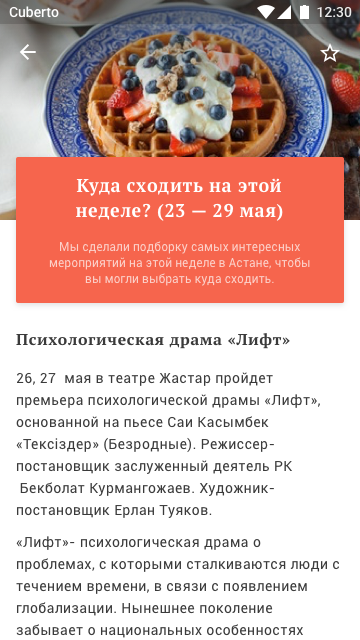 Cuberto 12:30
Куда сходить на этой
неделе? (23 — 29 мая)
Мы сделали подборку самых интересных
мероприятий на этой неделе в Астане, чтобы
вы могли выбрать куда сходить.
Психологическая драма «Лифт»
26, 27 мая в театре Жастар пройдет
премьера психологической драмы «Лифт»,
основанной на пьесе Саи Касымбек
«Тексіздер» (Безродные). Режиссер-
постановщик заслуженный деятель РК
Бекболат Курмангожаев. Художник-
постановщик Ерлан Туяков.
«Лифт»- психологическая драма о
проблемах, с которыми сталкиваются люди с
течением времени, в связи с появлением
глобализации. Нынешнее поколение
забывает о национальных особенностях